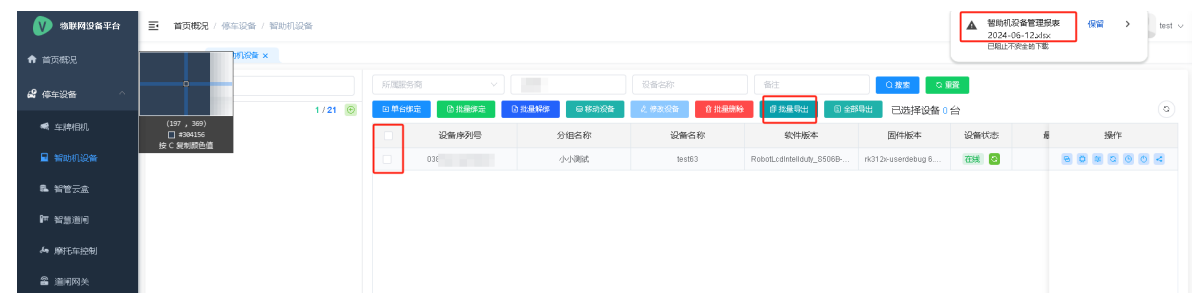 物联网设备平台
首页概况 / 停车设备 / 智助机设备
智助机设备管理报表
2024-06-12.xlsx
已阻止不安全的下载
保留
test
首页概况
停车设备
车牌相机
智助机设备
智管云盒
智慧道闸
摩托车控制
道闸网关
(197 , 369)
#304156
按 C 复制颜色值
1 / 21
所属服务商
设备名称
备注
搜索
重置
单台绑定
批量绑定
批量解绑
移动设备
修改设备
批量删除
批量导出
全部导出
已选择设备 0 台
设备序列号
分组名称
设备名称
软件版本
固件版本
设备状态
操作
038
小小测试
test63
RobotLcdIntellduty_S506B-...
rk312x-userdebug 6....
在线